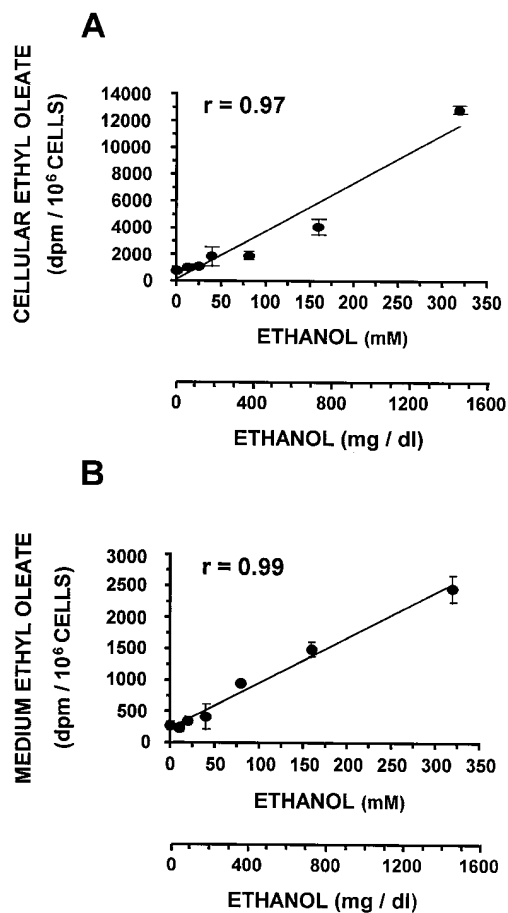 A
CELLULAR ETHYL OLEATE
(dpm / 10⁶ CELLS)
r = 0.97
14000
12000
10000
8000
6000
4000
2000
0
0 50 100 150 200 250 300 350
ETHANOL (mM)
0 400 800 1200 1600
ETHANOL (mg / dl)
B
MEDIUM ETHYL OLEATE
(dpm / 10⁶ CELLS)
r = 0.99
3000
2500
2000
1500
1000
500
0
0 50 100 150 200 250 300 350
ETHANOL (mM)
0 400 800 1200 1600
ETHANOL (mg / dl)